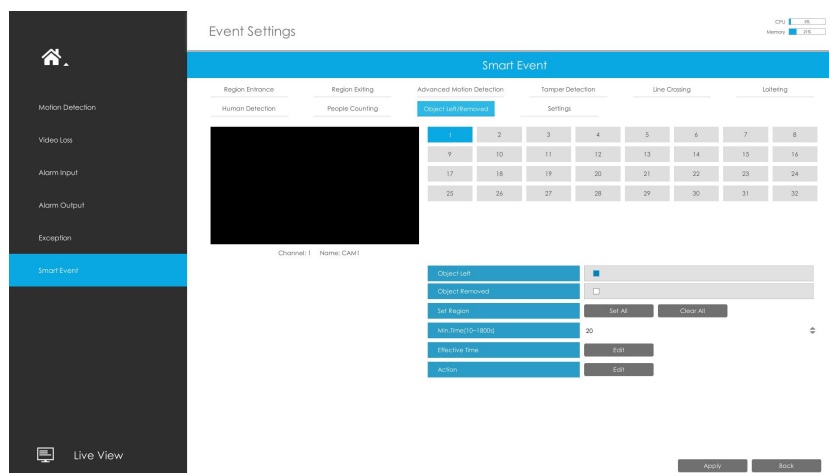 Event Settings
CPU 9%
Memory 31%
Smart Event
Region Entrance Region Exiting Advanced Motion Detection Tamper Detection Line Crossing Loitering
Human Detection People Counting Object Left/Removed Settings
Motion Detection
Video Loss
Alarm Input
Alarm Output
Exception
Smart Event
Live View
1 2 3 4 5 6 7 8
9 10 11 12 13 14 15 16
17 18 19 20 21 22 23 24
25 26 27 28 29 30 31 32
Channel: 1 Name: CAM1
Object Left
Object Removed
Set Region Set All Clear All
Min.Time(10~1800s) 20
Effective Time Edit
Action Edit
Apply Back